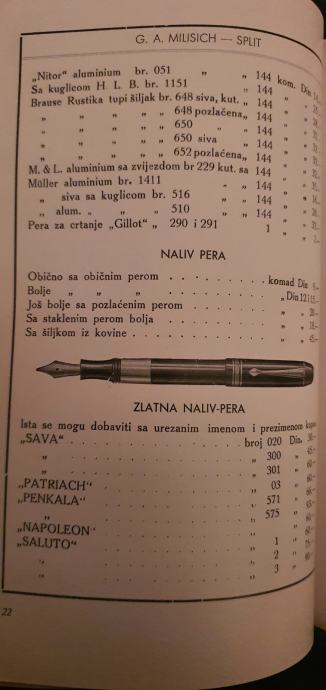 G. A. MILISICH — SPLIT
„Nitor" aluminium br. 051 „ „ 144 kom. Din
Sa kuglicom H. L. B. br. 1151 „ 144 „ „
Brause Rustika tupi šiljak br. 648 siva, kut. „ 144 „ „
„ „ „ „ „ 648 pozlaćena „ 144 „ „
„ „ „ „ „ 650 „ „ 144 „ „
„ „ „ „ „ 650 siva „ 144 „ „
„ „ „ „ „ 652 pozlaćena „ 144 „ „
M. & L. aluminium sa zvijezdom br 229 kut. sa 144 „ „
Müller aluminium br. 1411 „ „ 144 „ „
„ siva sa kuglicom br. 516 „ „ 144 „ „
„ alum. „ „ 510 „ „ 144 „ „
Pera za crtanje „Gillot" „ 290 i 291 1 „ „
NALIV PERA
Obično sa običnim perom . . . . . . . . . komad Din
Bolje „ „ „ . . . . . . . . . „ Din 12 i
Još bolje sa pozlaćenim perom . . . . . . . „ „
Sa staklenim perom bolja . . . . . . . . . „ „
Sa šiljkom iz kovine . . . . . . . . . . . „ „
ZLATNA NALIV-PERA
Ista se mogu dobaviti sa urezanim imenom i prezimenom
„SAVA" . . . . . . . . . . broj 020 Din.
„ . . . . . . . . . . „ 300 „
„ . . . . . . . . . . „ 301 „
„PATRIACH" . . . . . . . . . . „ 03 „
„PENKALA" . . . . . . . . . . „ 571 „
„ . . . . . . . . . . „ 575 „
„NAPOLEON" . . . . . . . . . .
„SALUTO" . . . . . . . . . . „ 1 „
„ . . . . . . . . . . „ 2 „
„ . . . . . . . . . . „ 3 „
22